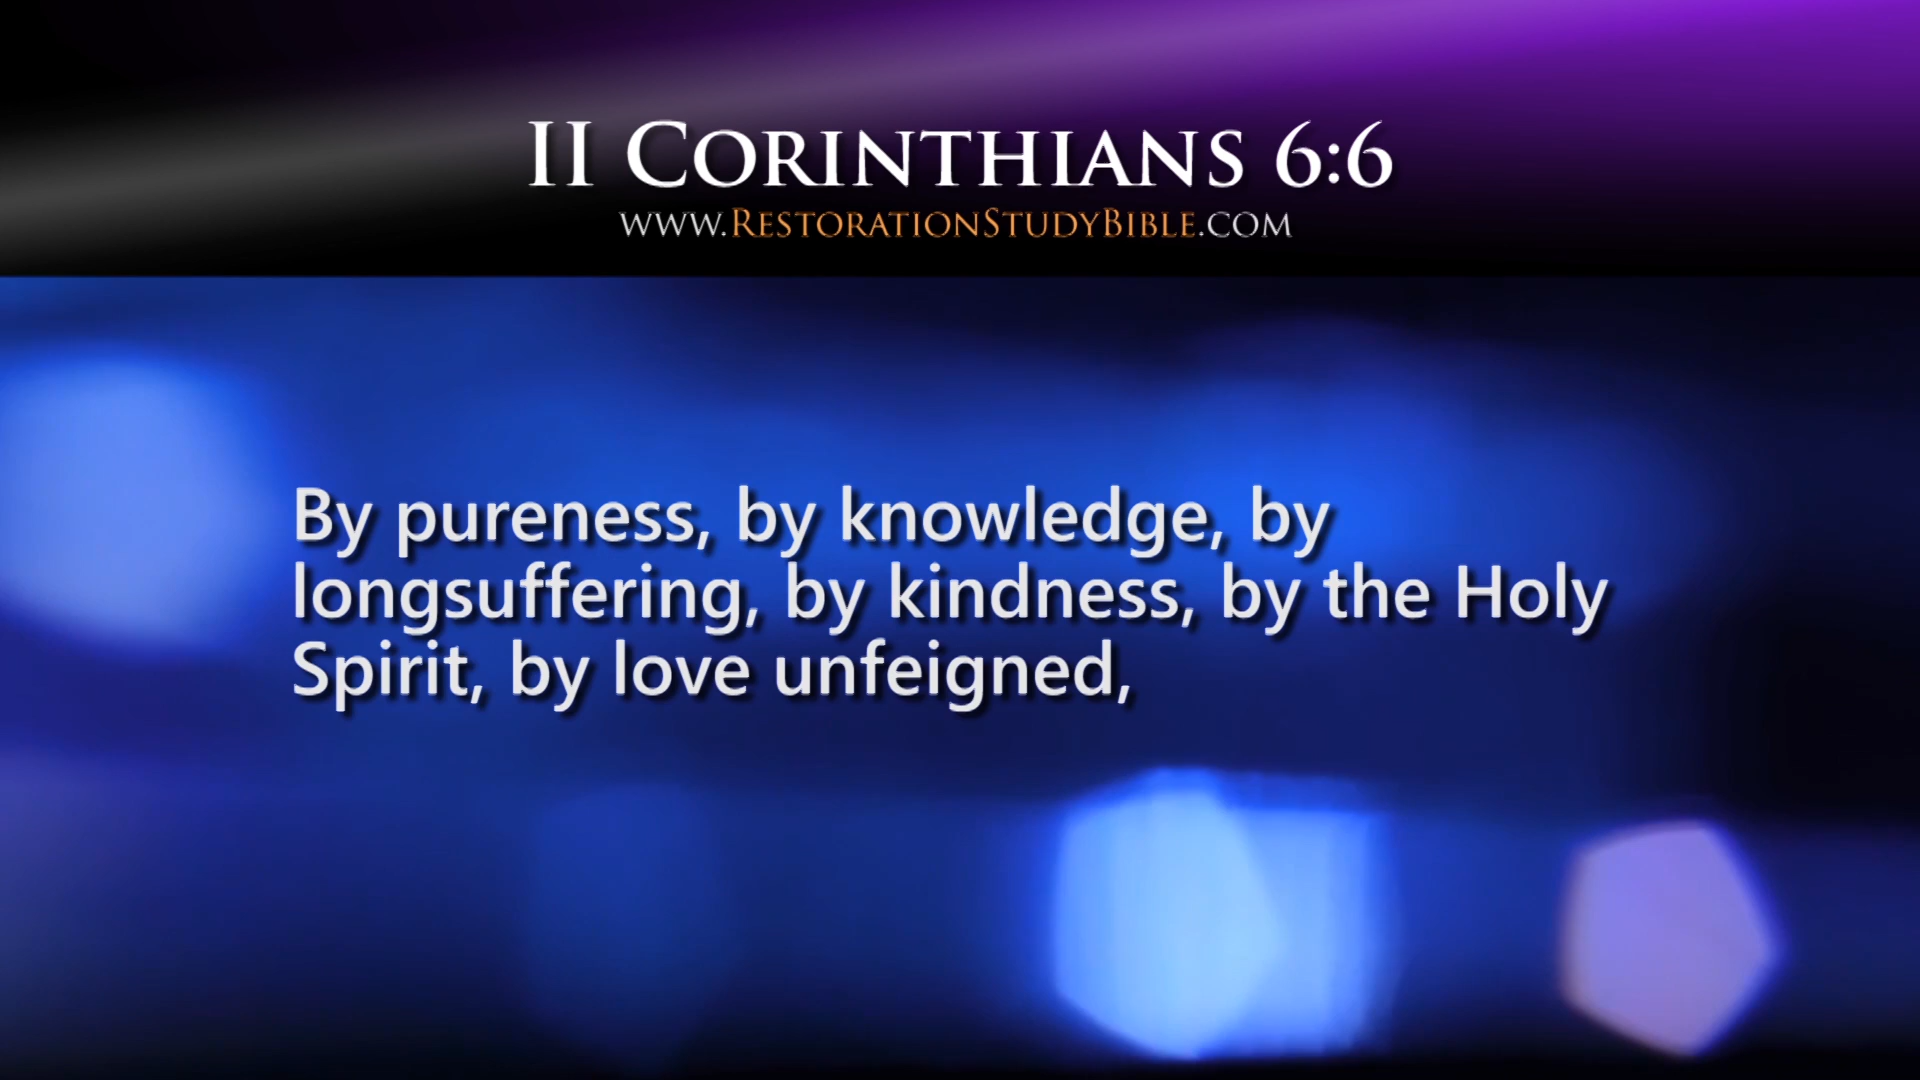 II Corinthians 6:6
www.RestorationStudyBible.com
By pureness, by knowledge, by
longsuffering, by kindness, by the Holy
Spirit, by love unfeigned,